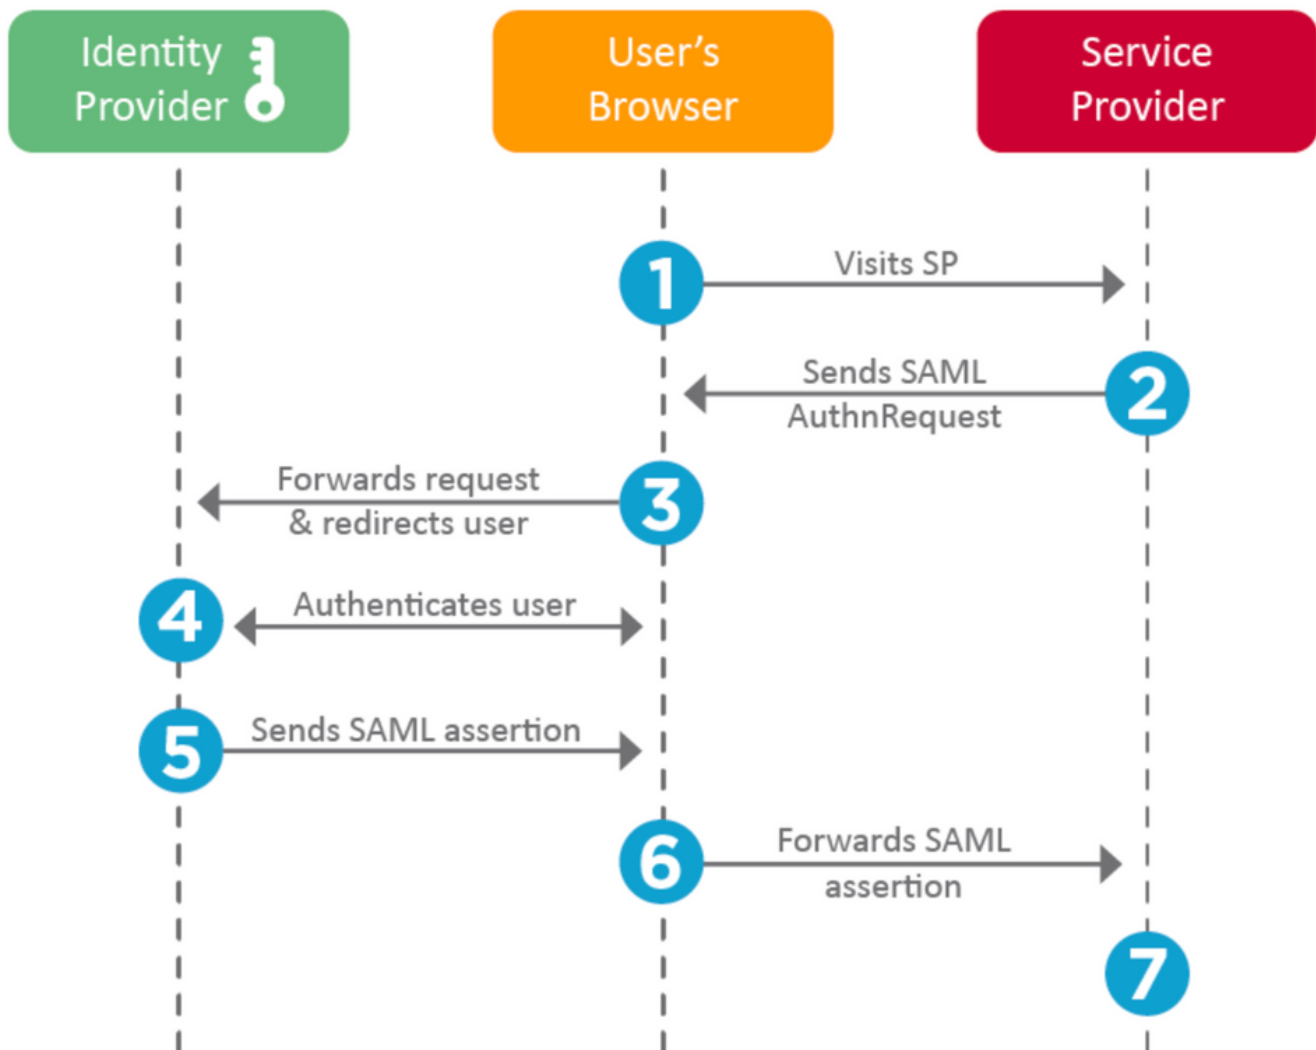 Identity
Provider
User's
Browser
Service
Provider
1
Visits SP
Sends SAML
AuthnRequest
2
Forwards request
& redirects user
3
4
Authenticates user
5
Sends SAML assertion
6
Forwards SAML
assertion
7